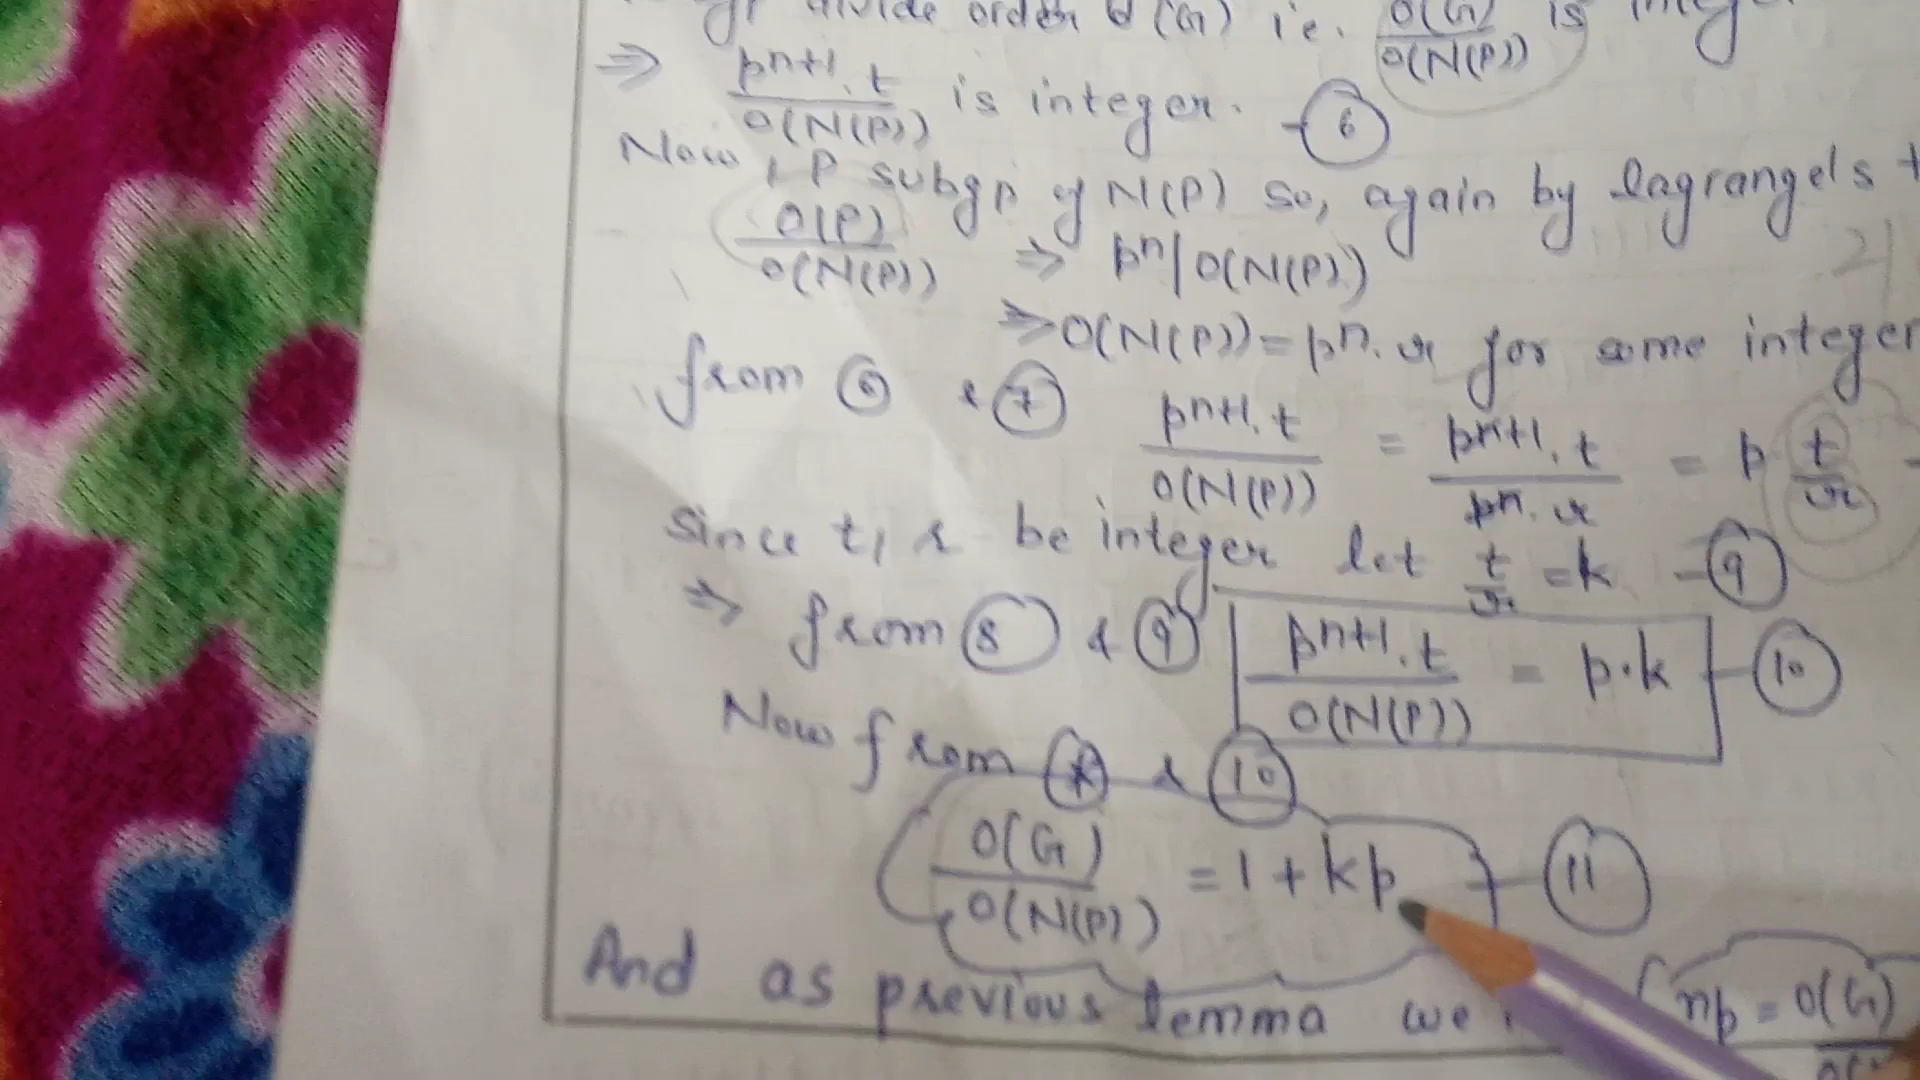 divide order O(G) i.e. O(G)/O(N(P)) is
⇒ p^{n+1}.t / O(N(P)) is integer. - (6)
Now, P subgp of N(P) so, again by lagrangels
O(P)/O(N(P)) ⇒ p^n | O(N(P))
⇒ O(N(P)) = p^n.r for some integer
from (6) & (7) p^{n+1}.t / O(N(P)) = p^{n+1}.t / p^n.r = p t/r
Since t, r be integer let t/r = k - (9)
⇒ from (8) & (9) p^{n+1}.t / O(N(P)) = p.k - (10)
Now from (*) & (10)
O(G)/O(N(P)) = 1 + kp - (11)
And as previous lemma we np = O(G)